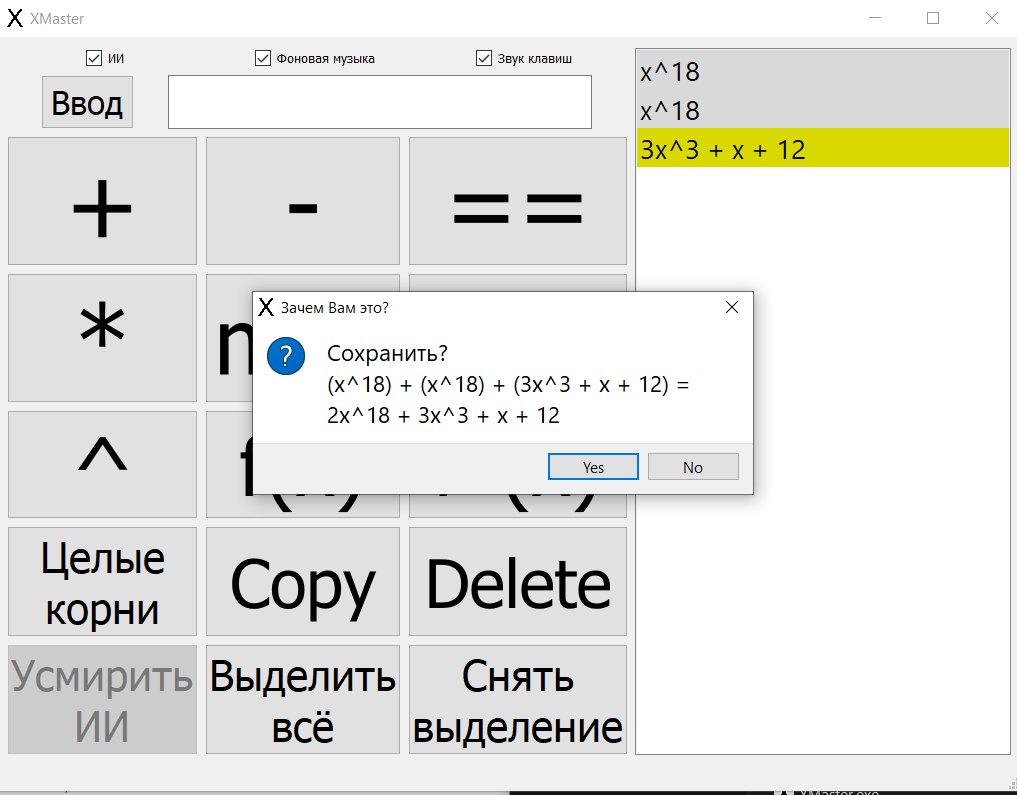 XMaster
ИИ
Фоновая музыка
Звук клавиш
Ввод
x^18
x^18
3x^3 + x + 12
+
-
==
*
^
Зачем Вам это?
Сохранить?
(x^18) + (x^18) + (3x^3 + x + 12) =
2x^18 + 3x^3 + x + 12
Yes
No
Целые
корни
Copy
Delete
Усмирить
ИИ
Выделить
всё
Снять
выделение